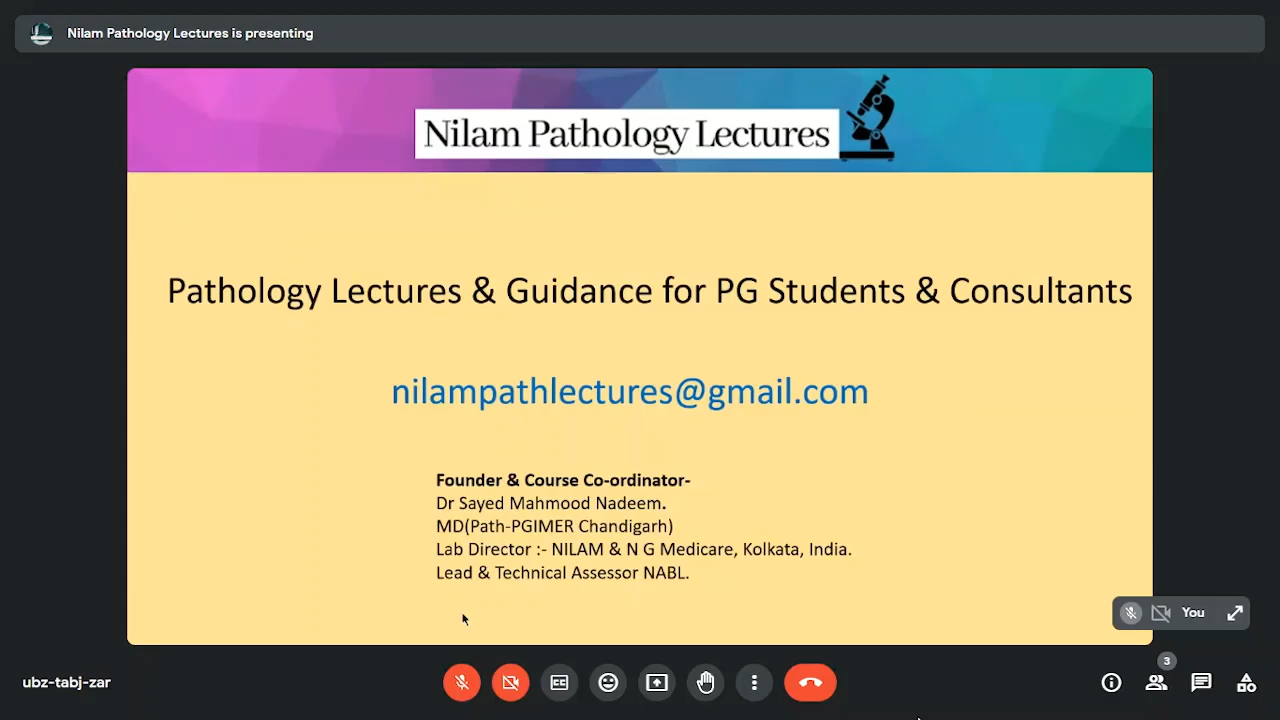 Nilam Pathology Lectures is presenting
Nilam Pathology Lectures
Pathology Lectures & Guidance for PG Students & Consultants
nilampathlectures@gmail.com
Founder & Course Co-ordinator-
Dr Sayed Mahmood Nadeem.
MD(Path-PGIMER Chandigarh)
Lab Director :- NILAM & N G Medicare, Kolkata, India.
Lead & Technical Assessor NABL.
You
3
ubz-tabj-zar